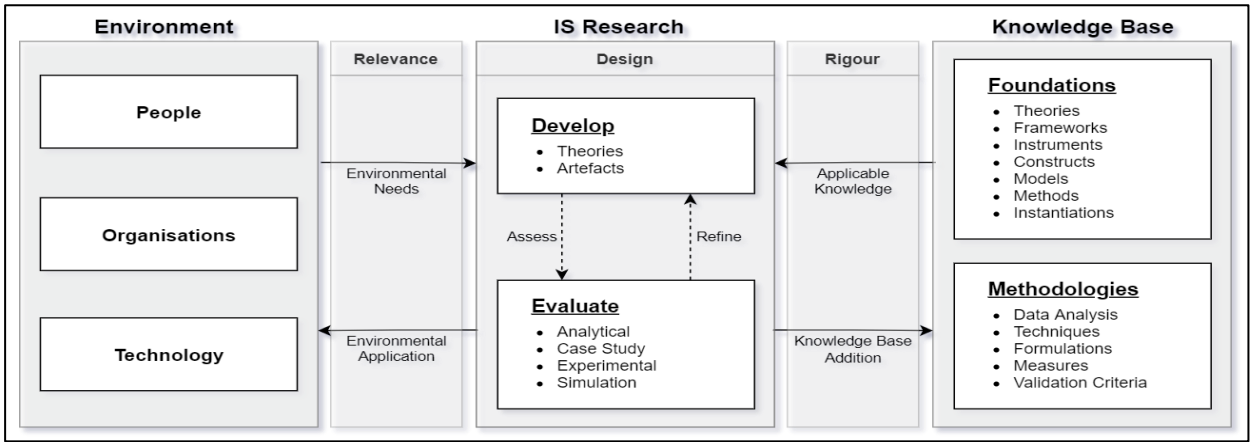 Environment
People
Organisations
Technology
Relevance
Environmental
Needs
Environmental
Application
IS Research
Design
Develop
Theories
Artefacts
Assess
Refine
Evaluate
Analytical
Case Study
Experimental
Simulation
Rigour
Applicable
Knowledge
Knowledge Base
Addition
Knowledge Base
Foundations
Theories
Frameworks
Instruments
Constructs
Models
Methods
Instantiations
Methodologies
Data Analysis
Techniques
Formulations
Measures
Validation Criteria